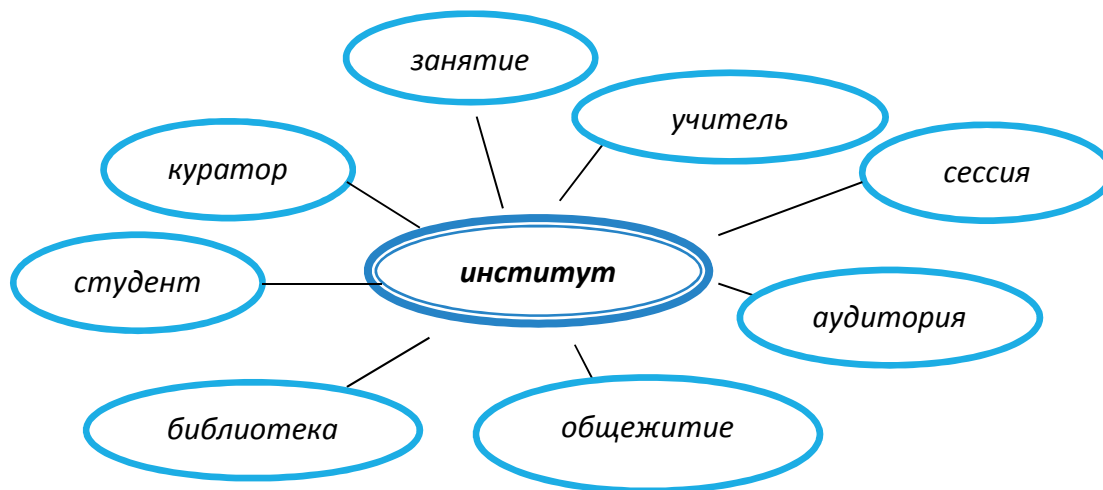 занятие
учитель
куратор
сессия
студент
институт
аудитория
библиотека
общежитие